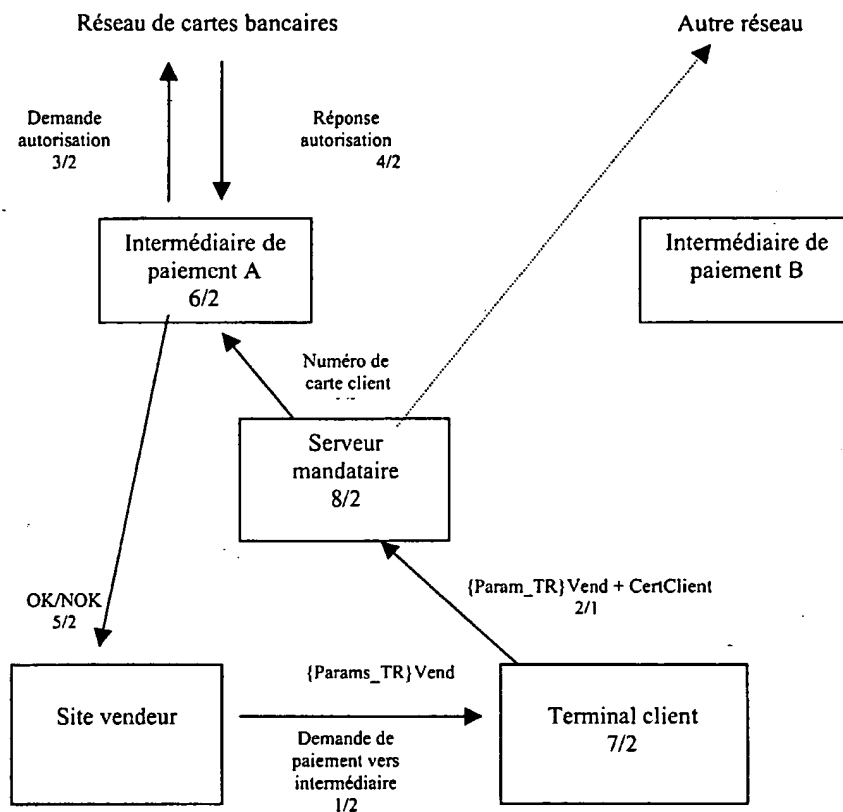 Réseau de cartes bancaires
Autre réseau
Demande
autorisation
3/2
Réponse
autorisation
4/2
Intermédiaire de
paiement A
6/2
Intermédiaire de
paiement B
Numéro de
carte client
Serveur
mandataire
8/2
{Param_TR}Vend + CertClient
2/1
OK/NOK
5/2
Site vendeur
{Params_TR}Vend
Demande de
paiement vers
intermédiaire
1/2
Terminal client
7/2